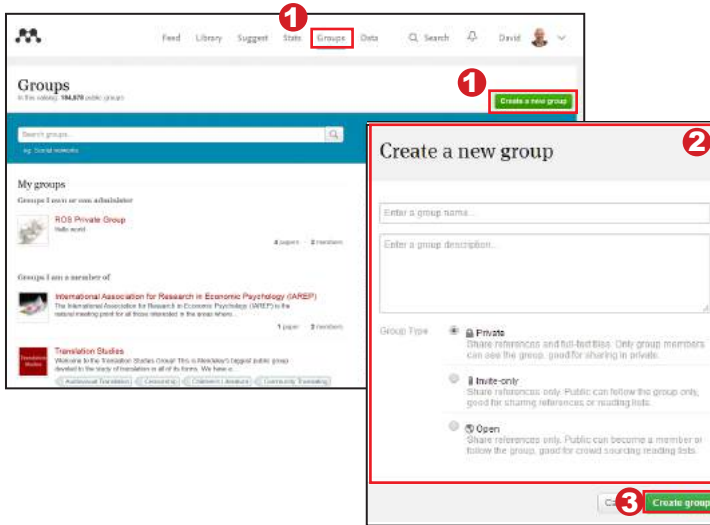 1
Feed Library Suggest Stats Groups Data Search David
1
Groups
In this catalog: 194,878 public groups
Create a new group
Search groups...
eg. Social networks
My groups
Groups I own or am administrator
ROS Private Group
Hello world
4 papers 2 members
Groups I am a member of
International Association for Research in Economic Psychology (IAREP)
The International Association for Research in Economic Psychology (IAREP) is the
natural meeting point for all those interested in the areas where...
1 paper 3 members
Translation Studies
Translation Studies
Welcome to the Translation Studies Group! This is Mendeley's biggest public group
devoted to the study of translation in all of its forms. We have a...
Audiovisual Translation Censorship Children's Literature Community Translating
2
Create a new group
Enter a group name...
Enter a group description...
Group Type
Private
Share references and full-text files. Only group members
can see the group, good for sharing in private.
Invite-only
Share references only. Public can follow the group only,
good for sharing references or reading lists.
Open
Share references only. Public can become a member or
follow the group, good for crowd sourcing reading lists.
3
Create group